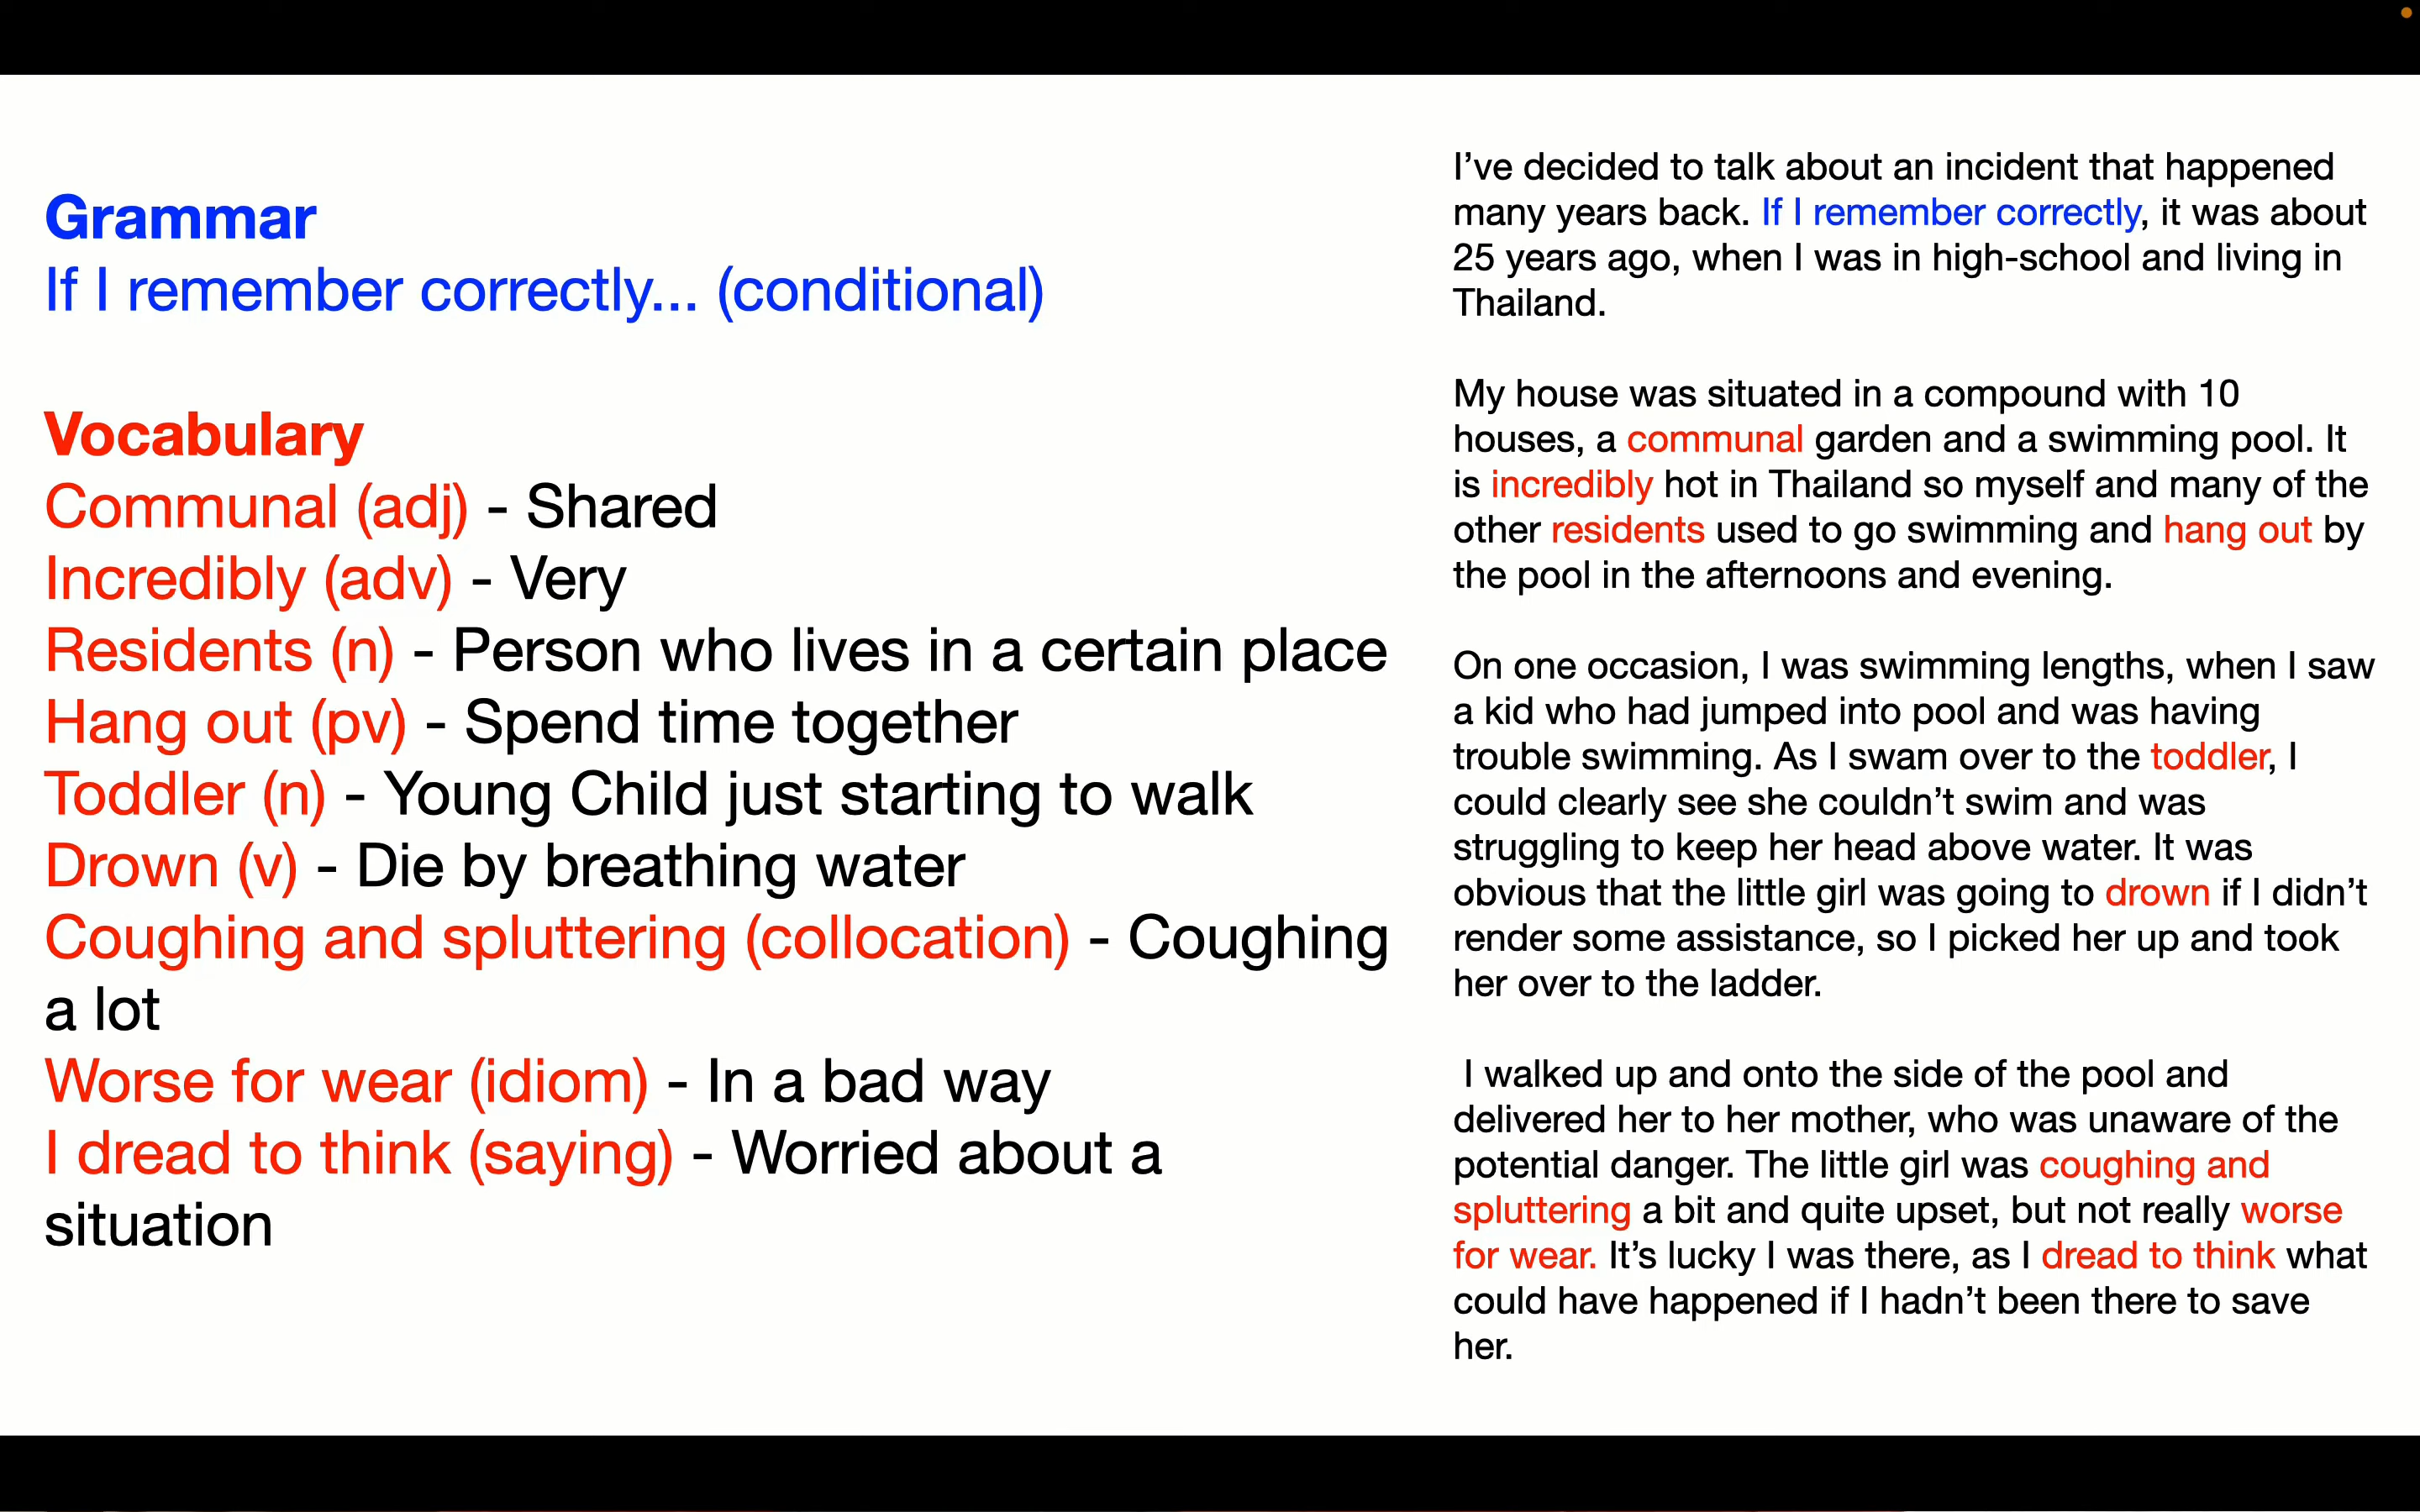 Grammar
If I remember correctly... (conditional)
Vocabulary
Communal (adj) - Shared
Incredibly (adv) - Very
Residents (n) - Person who lives in a certain place
Hang out (pv) - Spend time together
Toddler (n) - Young Child just starting to walk
Drown (v) - Die by breathing water
Coughing and spluttering (collocation) - Coughing
a lot
Worse for wear (idiom) - In a bad way
I dread to think (saying) - Worried about a
situation
I’ve decided to talk about an incident that happened
many years back. If I remember correctly, it was about
25 years ago, when I was in high-school and living in
Thailand.
My house was situated in a compound with 10
houses, a communal garden and a swimming pool. It
is incredibly hot in Thailand so myself and many of the
other residents used to go swimming and hang out by
the pool in the afternoons and evening.
On one occasion, I was swimming lengths, when I saw
a kid who had jumped into pool and was having
trouble swimming. As I swam over to the toddler, I
could clearly see she couldn’t swim and was
struggling to keep her head above water. It was
obvious that the little girl was going to drown if I didn’t
render some assistance, so I picked her up and took
her over to the ladder.
I walked up and onto the side of the pool and
delivered her to her mother, who was unaware of the
potential danger. The little girl was coughing and
spluttering a bit and quite upset, but not really worse
for wear. It’s lucky I was there, as I dread to think what
could have happened if I hadn’t been there to save
her.